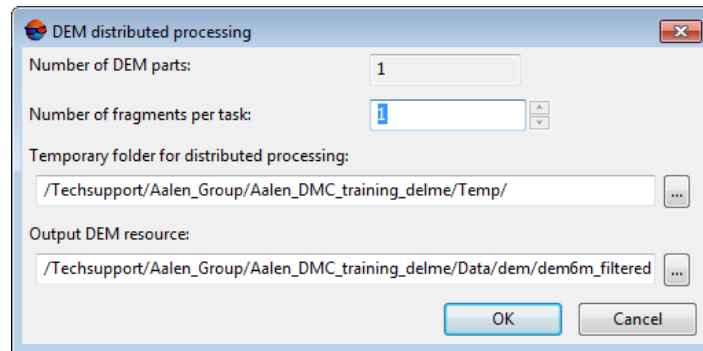 DEM distributed processing
Number of DEM parts:
1
Number of fragments per task:
1
Temporary folder for distributed processing:
/Techsupport/Aalen_Group/Aalen_DMC_training_delme/Temp/
...
Output DEM resource:
/Techsupport/Aalen_Group/Aalen_DMC_training_delme/Data/dem/dem6m_filtered
...
OK
Cancel